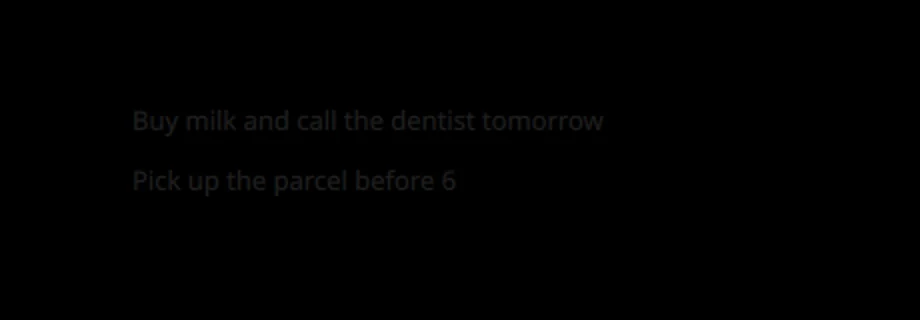 Buy milk and call the dentist tomorrow
Pick up the parcel before 6